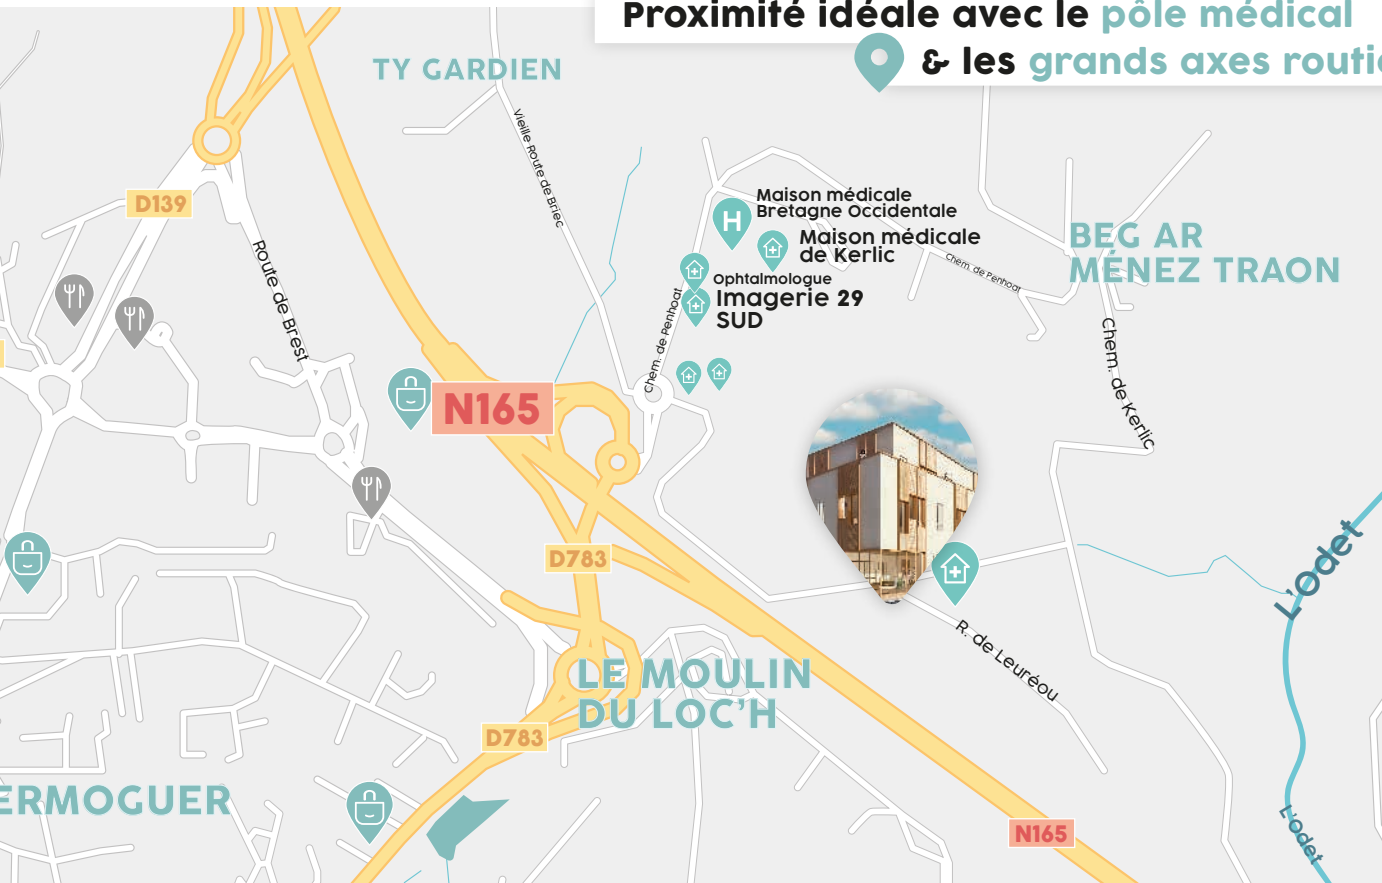 Proximité idéale avec le pôle médical
& les grands axes
TY GARDIEN
Vieille Route de Briec
D139
Maison médicale
Bretagne Occidentale
Maison médicale
de Kerlic
BEG AR
MÉNEZ TRAON
Chem. de Penhoat
Route de Brest
Ophtalmologue
Imagerie 29
SUD
Chem. de Penhoat
Chem. de Kerlic
N165
D783
L'Odet
R. de Leuréou
LE MOULIN
DU LOC'H
D783
ERMOGUER
N165
L'Odet